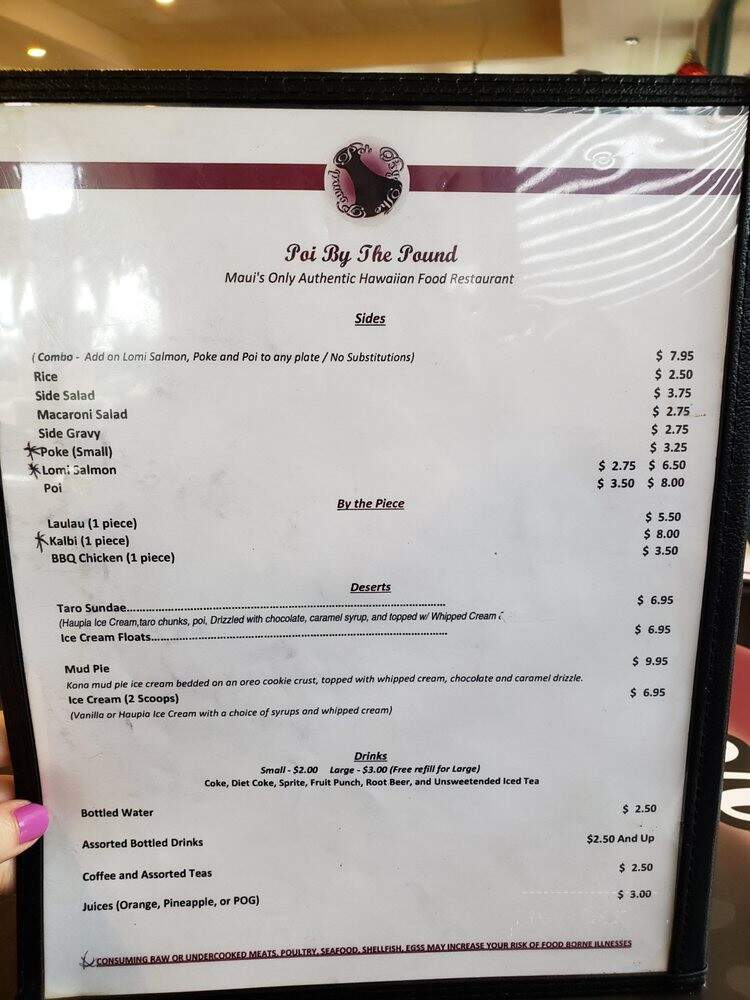 Poi By The Pound
Poi By The Pound
Maui's Only Authentic Hawaiian Food Restaurant
Sides
( Combo - Add on Lomi Salmon, Poke and Poi to any plate / No Substitutions) $ 7.95
Rice $ 2.50
Side Salad $ 3.75
Macaroni Salad $ 2.75
Side Gravy $ 2.75
*Poke (Small) $ 3.25
*Lomi Salmon $ 2.75 $ 6.50
Poi $ 3.50 $ 8.00
By the Piece
Laulau (1 piece) $ 5.50
*Kalbi (1 piece) $ 8.00
BBQ Chicken (1 piece) $ 3.50
Deserts
Taro Sundae........ $ 6.95
(Haupia Ice Cream,taro chunks, poi, Drizzled with chocolate, caramel syrup, and topped w/ Whipped Cream
Ice Cream Floats........ $ 6.95
Mud Pie $ 9.95
Kona mud pie ice cream bedded on an oreo cookie crust, topped with whipped cream, chocolate and caramel drizzle.
Ice Cream (2 Scoops) $ 6.95
(Vanilla or Haupia Ice Cream with a choice of syrups and whipped cream)
Drinks
Small - $2.00 Large - $3.00 (Free refill for Large)
Coke, Diet Coke, Sprite, Fruit Punch, Root Beer, and Unsweetended Iced Tea
Bottled Water $ 2.50
Assorted Bottled Drinks $2.50 And Up
Coffee and Assorted Teas $ 2.50
Juices (Orange, Pineapple, or POG) $ 3.00
*CONSUMING RAW OR UNDERCOOKED MEATS, POULTRY, SEAFOOD, SHELLFISH, EGSS MAY INCREASE YOUR RISK OF FOOD BORNE ILLNESSES